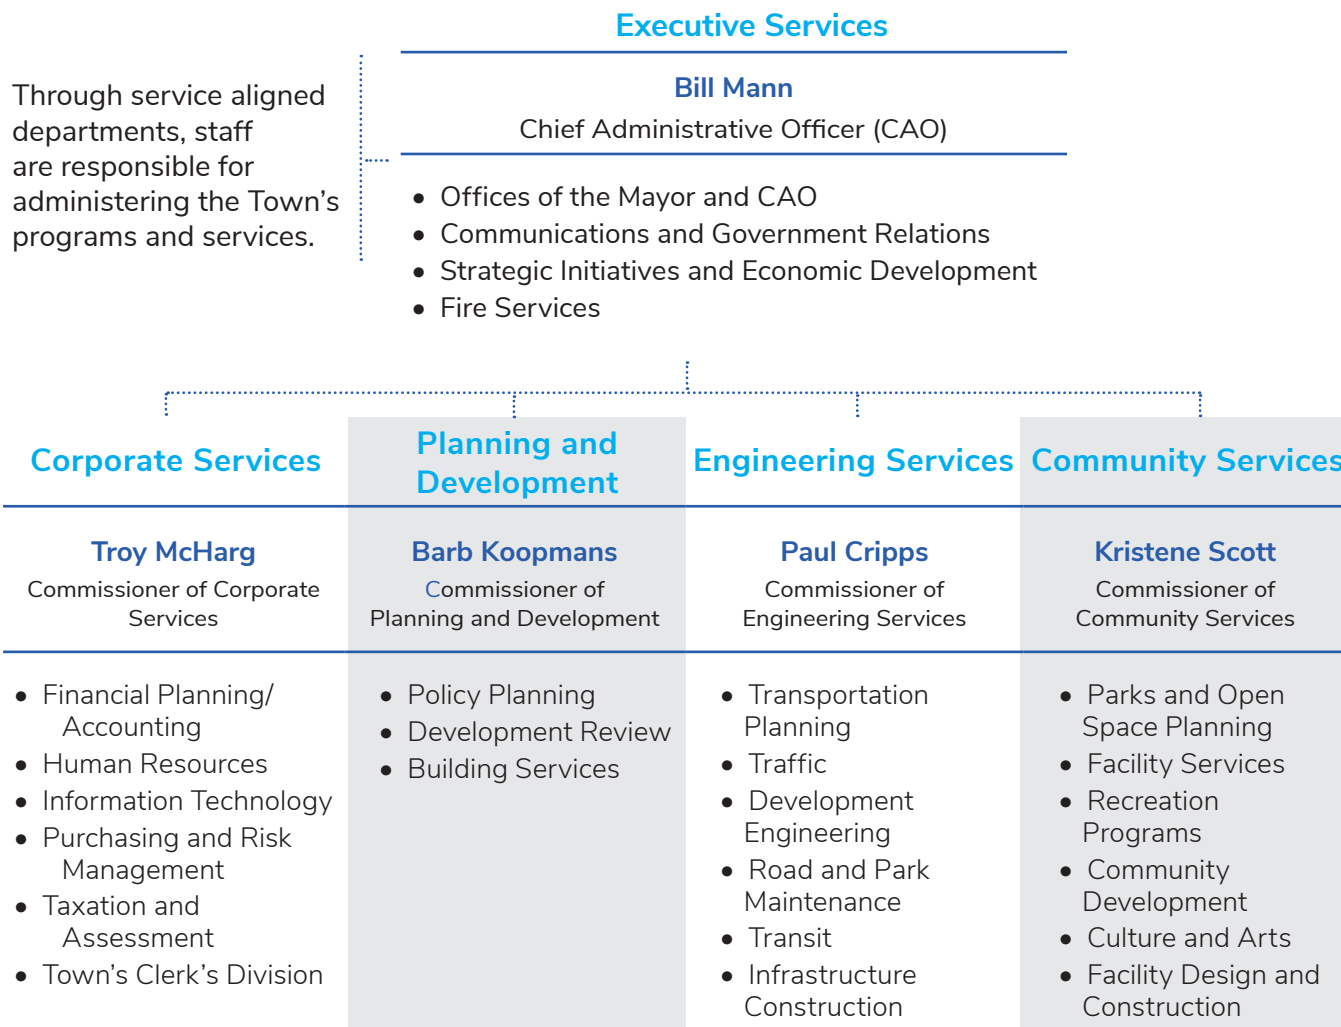 Executive Services
Through service aligned
departments, staff
are responsible for
administering the Town's
programs and services.
Bill Mann
Chief Administrative Officer (CAO)
• Offices of the Mayor and CAO
• Communications and Government Relations
• Strategic Initiatives and Economic Development
• Fire Services
Corporate Services
Troy McHarg
Commissioner of Corporate
Services
• Financial Planning/
Accounting
• Human Resources
• Information Technology
• Purchasing and Risk
Management
• Taxation and
Assessment
• Town's Clerk's Division
Planning and
Development
Barb Koopmans
Commissioner of
Planning and Development
• Policy Planning
• Development Review
• Building Services
Engineering Services
Paul Cripps
Commissioner of
Engineering Services
• Transportation
Planning
• Traffic
• Development
Engineering
• Road and Park
Maintenance
• Transit
• Infrastructure
Construction
Community Services
Kristene Scott
Commissioner of
Community Services
• Parks and Open
Space Planning
• Facility Services
• Recreation
Programs
• Community
Development
• Culture and Arts
• Facility Design and
Construction